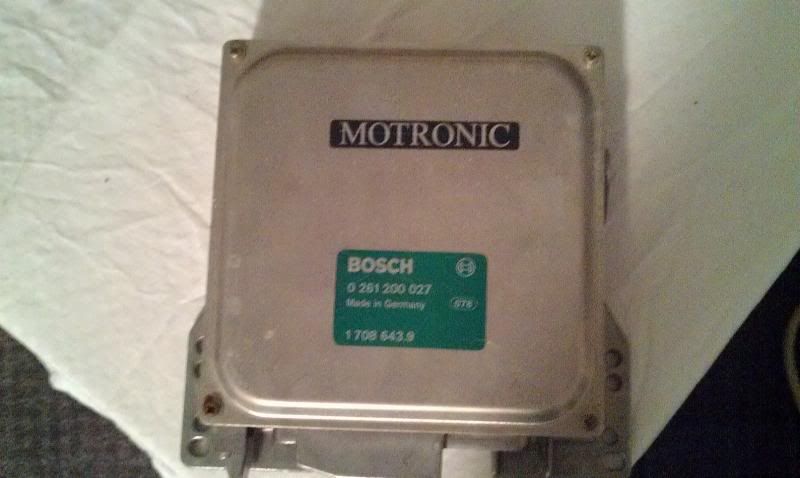 MOTRONIC
BOSCH
0 261 200 027
Made in Germany
1 708 643.9